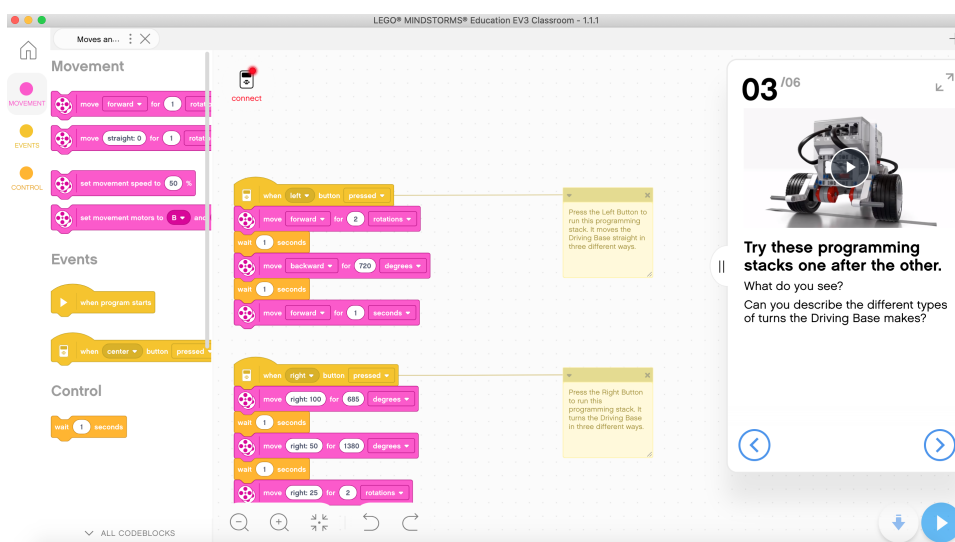 LEGO® MINDSTORMS® Education EV3 Classroom - 1.1.1
Moves an...
MOVEMENT
EVENTS
CONTROL
Movement
move forward for 1
move straight: 0 for 1
set movement speed to 50 %
set movement motors to B
Events
when program starts
when center button pressed
Control
wait 1 seconds
ALL CODEBLOCKS
connect
when left button pressed
move forward for 2 rotations
wait 1 seconds
move backward for 720 degrees
wait 1 seconds
move forward for 1 seconds
Press the Left Button to
run this programming
stack. It moves the
Driving Base straight in
three different ways.
when right button pressed
move right: 100 for 685 degrees
wait 1 seconds
move right: 50 for 1380 degrees
wait 1 seconds
move right: 25 for 2 rotations
Press the Right Button
to run this
programming stack. It
turns the Driving Base
in three different ways.
03 /06
Try these programming
stacks one after the other.
What do you see?
Can you describe the different types
of turns the Driving Base makes?